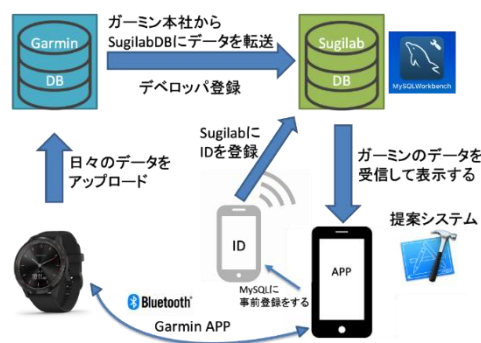 ガーミン本社から
SugilabDBにデータを転送
Garmin
DB
デベロッパ登録
Sugilab
DB
MySQLWorkbench
日々のデータを
アップロード
Sugilabに
IDを登録
ガーミンのデータを
受信して表示する
提案システム
ID
APP
MySQLに
事前登録をする
Bluetooth®
Garmin APP